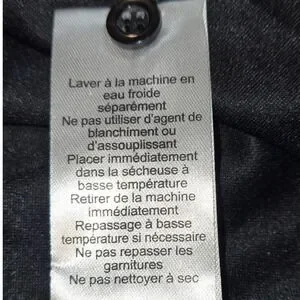 Laver à la machine en
eau froide
séparément
Ne pas utiliser d'agent de
blanchiment ou
d'assouplissant
Placer immédiatement
dans la sécheuse à
basse température
Retirer de la machine
immédiatement
Repassage à basse
température si nécessaire
Ne pas repasser les
garnitures
Ne pas nettoyer à sec